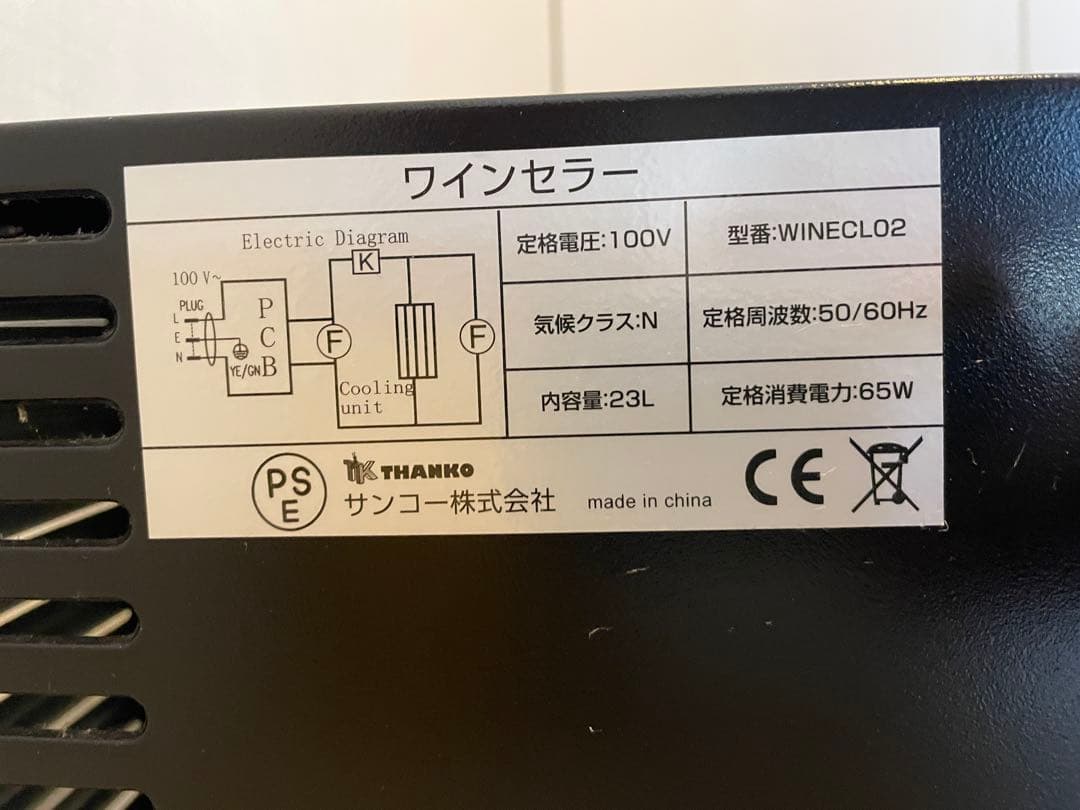 ワインセラー
Electric Diagram
K
100 V~
PLUG
L
E
N
YE/GN
P
C
B
F
F
Cooling
unit
定格電圧:100V
型番:WINECL02
気候クラス:N
定格周波数:50/60Hz
内容量:23L
定格消費電力:65W
PS
E
THANKO
サンコー株式会社
made in china
CE